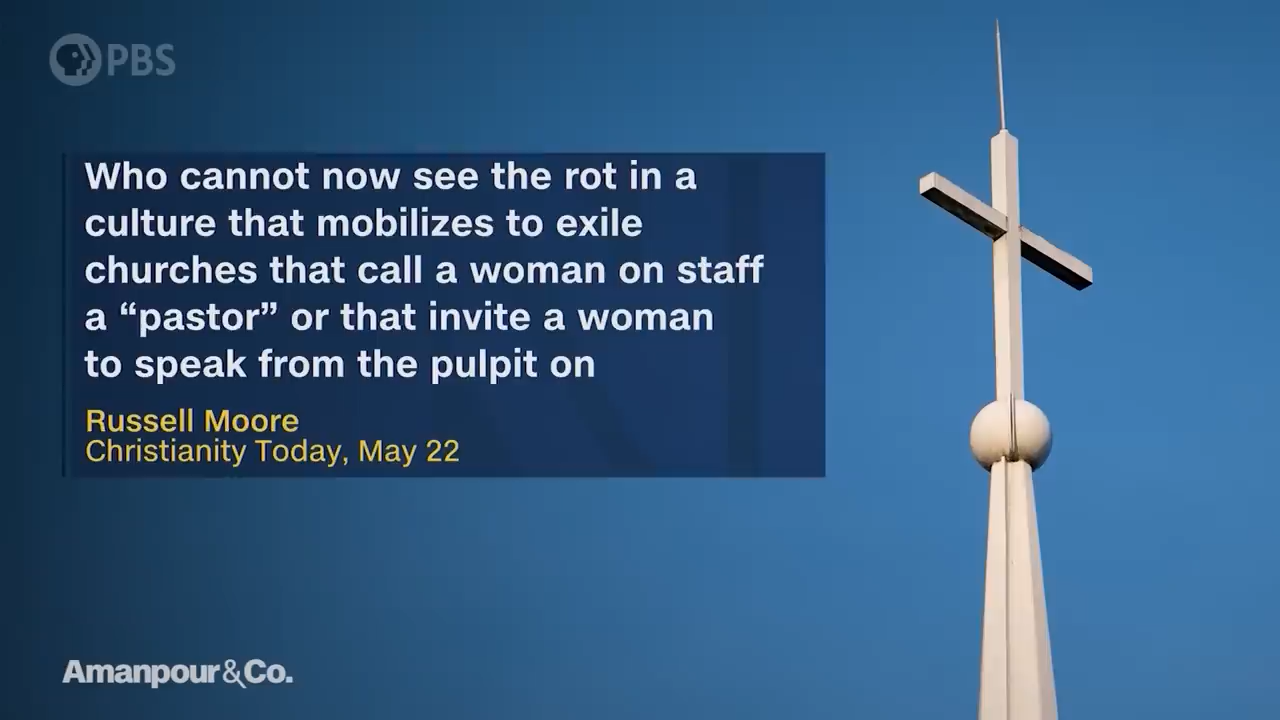 PBS
Who cannot now see the rot in a
culture that mobilizes to exile
churches that call a woman on staff
a “pastor” or that invite a woman
to speak from the pulpit on
Russell Moore
Christianity Today, May 22
Amanpour&Co.